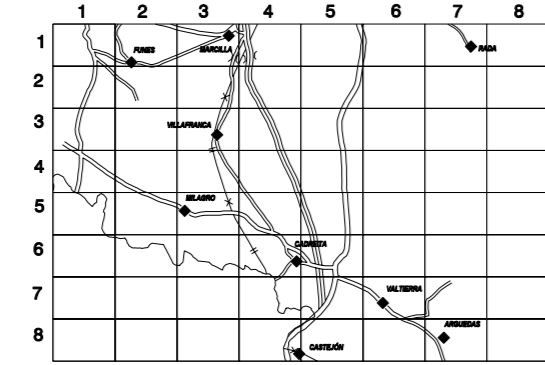 1 2 3 4 5 6 7 8
1
FUNES
MARCILLA
RADA
2
3
VILLAFRANCA
4
5
MILAGRO
6
CADREITA
7
VALTIERRA
8
ARGUEDAS
CASTEJÓN